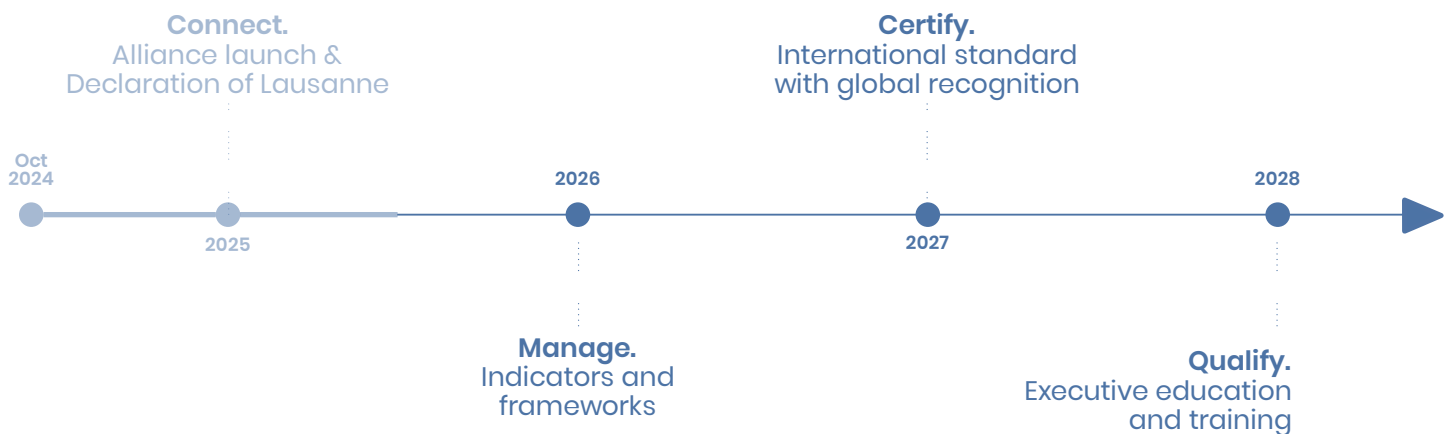 Connect.
Alliance launch &
Declaration of Lausanne
Certify.
International standard
with global recognition
Oct
2024
2026
2028
2025
2027
Manage.
Indicators and
frameworks
Qualify.
Executive education
and training